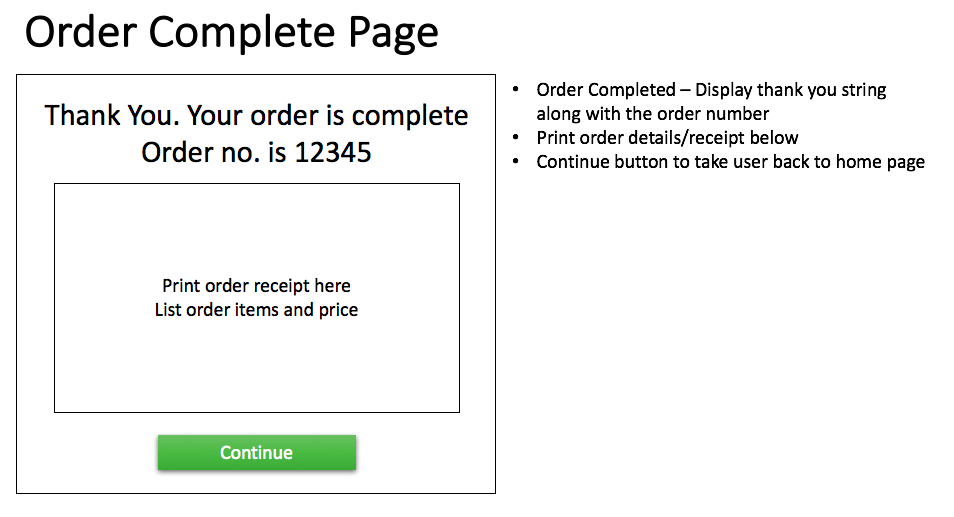 Order Complete Page
Thank You. Your order is complete
Order no. is 12345
Print order receipt here
List order items and price
Continue
• Order Completed – Display thank you string
along with the order number
• Print order details/receipt below
• Continue button to take user back to home page